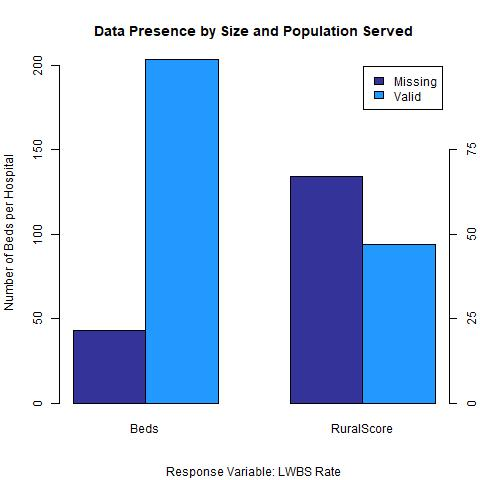 Data Presence by Size and Population Served
Missing
Valid
Number of Beds per Hospital
200
150
100
50
0
75
50
25
0
Beds
RuralScore
Response Variable: LWBS Rate